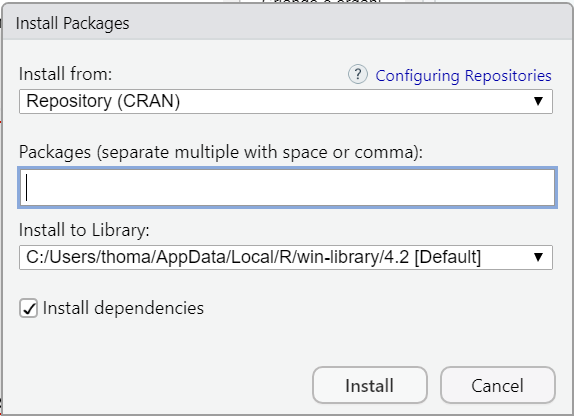 Install Packages
Install from:
? Configuring Repositories
Repository (CRAN)
Packages (separate multiple with space or comma):
Install to Library:
C:/Users/thoma/AppData/Local/R/win-library/4.2 [Default]
Install dependencies
Install
Cancel